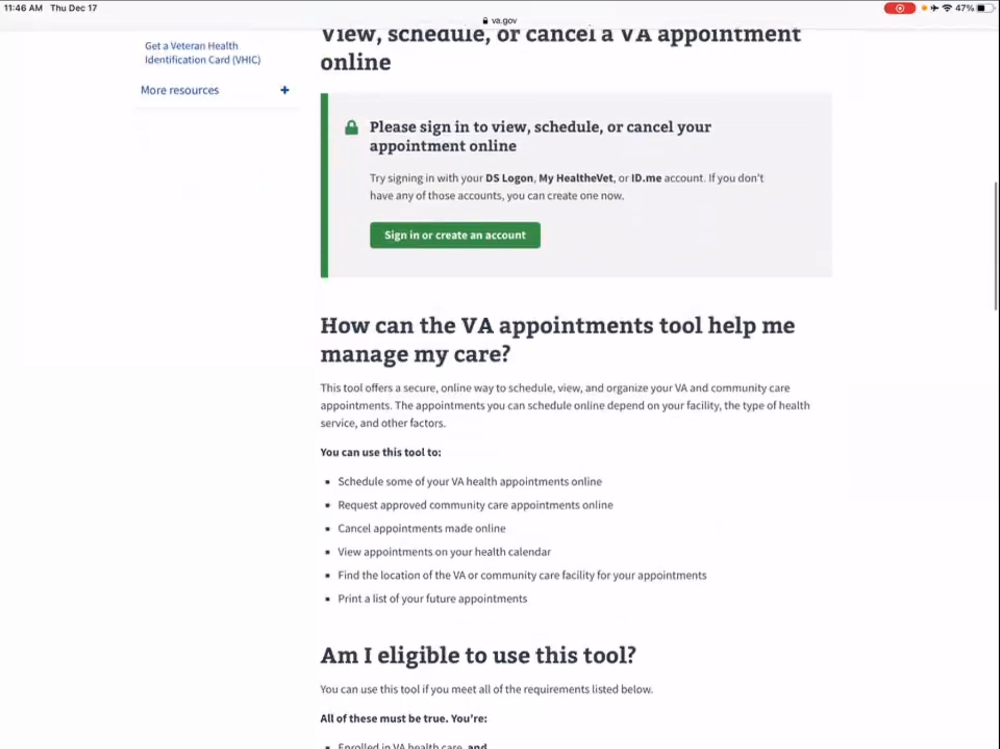 11:46 AM Thu Dec 17
47%
va.gov
Get a Veteran Health
Identification Card (VHIC)
More resources +
View, schedule, or cancel a VA appointment
online
Please sign in to view, schedule, or cancel your
appointment online
Try signing in with your DS Logon, My HealtheVet, or ID.me account. If you don't
have any of those accounts, you can create one now.
Sign in or create an account
How can the VA appointments tool help me
manage my care?
This tool offers a secure, online way to schedule, view, and organize your VA and community care
appointments. The appointments you can schedule online depend on your facility, the type of health
service, and other factors.
You can use this tool to:
▪ Schedule some of your VA health appointments online
▪ Request approved community care appointments online
▪ Cancel appointments made online
▪ View appointments on your health calendar
▪ Find the location of the VA or community care facility for your appointments
▪ Print a list of your future appointments
Am I eligible to use this tool?
You can use this tool if you meet all of the requirements listed below.
All of these must be true. You're:
▪ Enrolled in VA health care, and